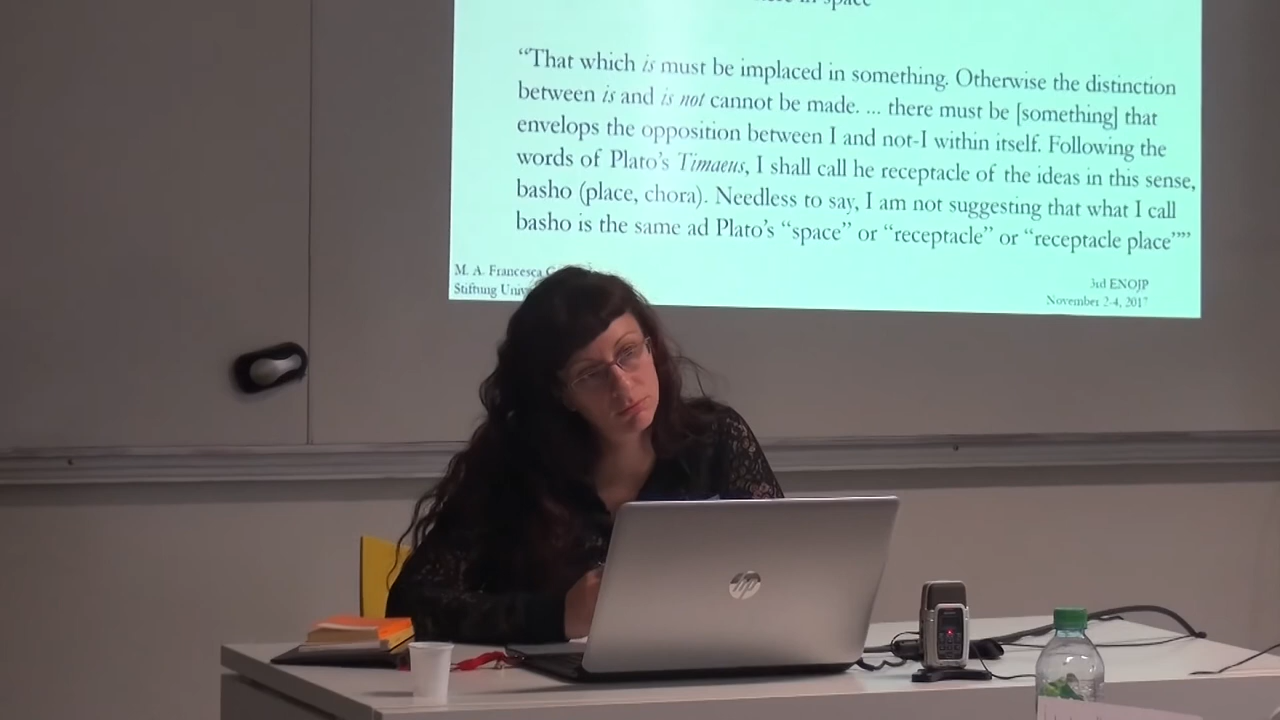 in space
“That which is must be implaced in something. Otherwise the distinction
between is and is not cannot be made. ... there must be [something] that
envelops the opposition between I and not-I within itself. Following the
words of Plato’s Timaeus, I shall call he receptacle of the ideas in this sense,
basho (place, chora). Needless to say, I am not suggesting that what I call
basho is the same ad Plato’s “space” or “receptacle” or “receptacle place””
M. A. Francesca
Stiftung
3rd ENOJP
November 2-4, 2017
hp